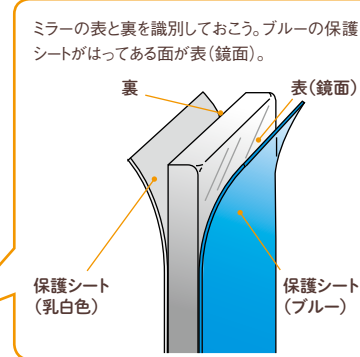 ミラーの表と裏を識別しておこう。ブルーの保護
シートがはってある面が表（鏡面）。
裏
表（鏡面）
保護シート
（乳白色）
保護シート
（ブルー）